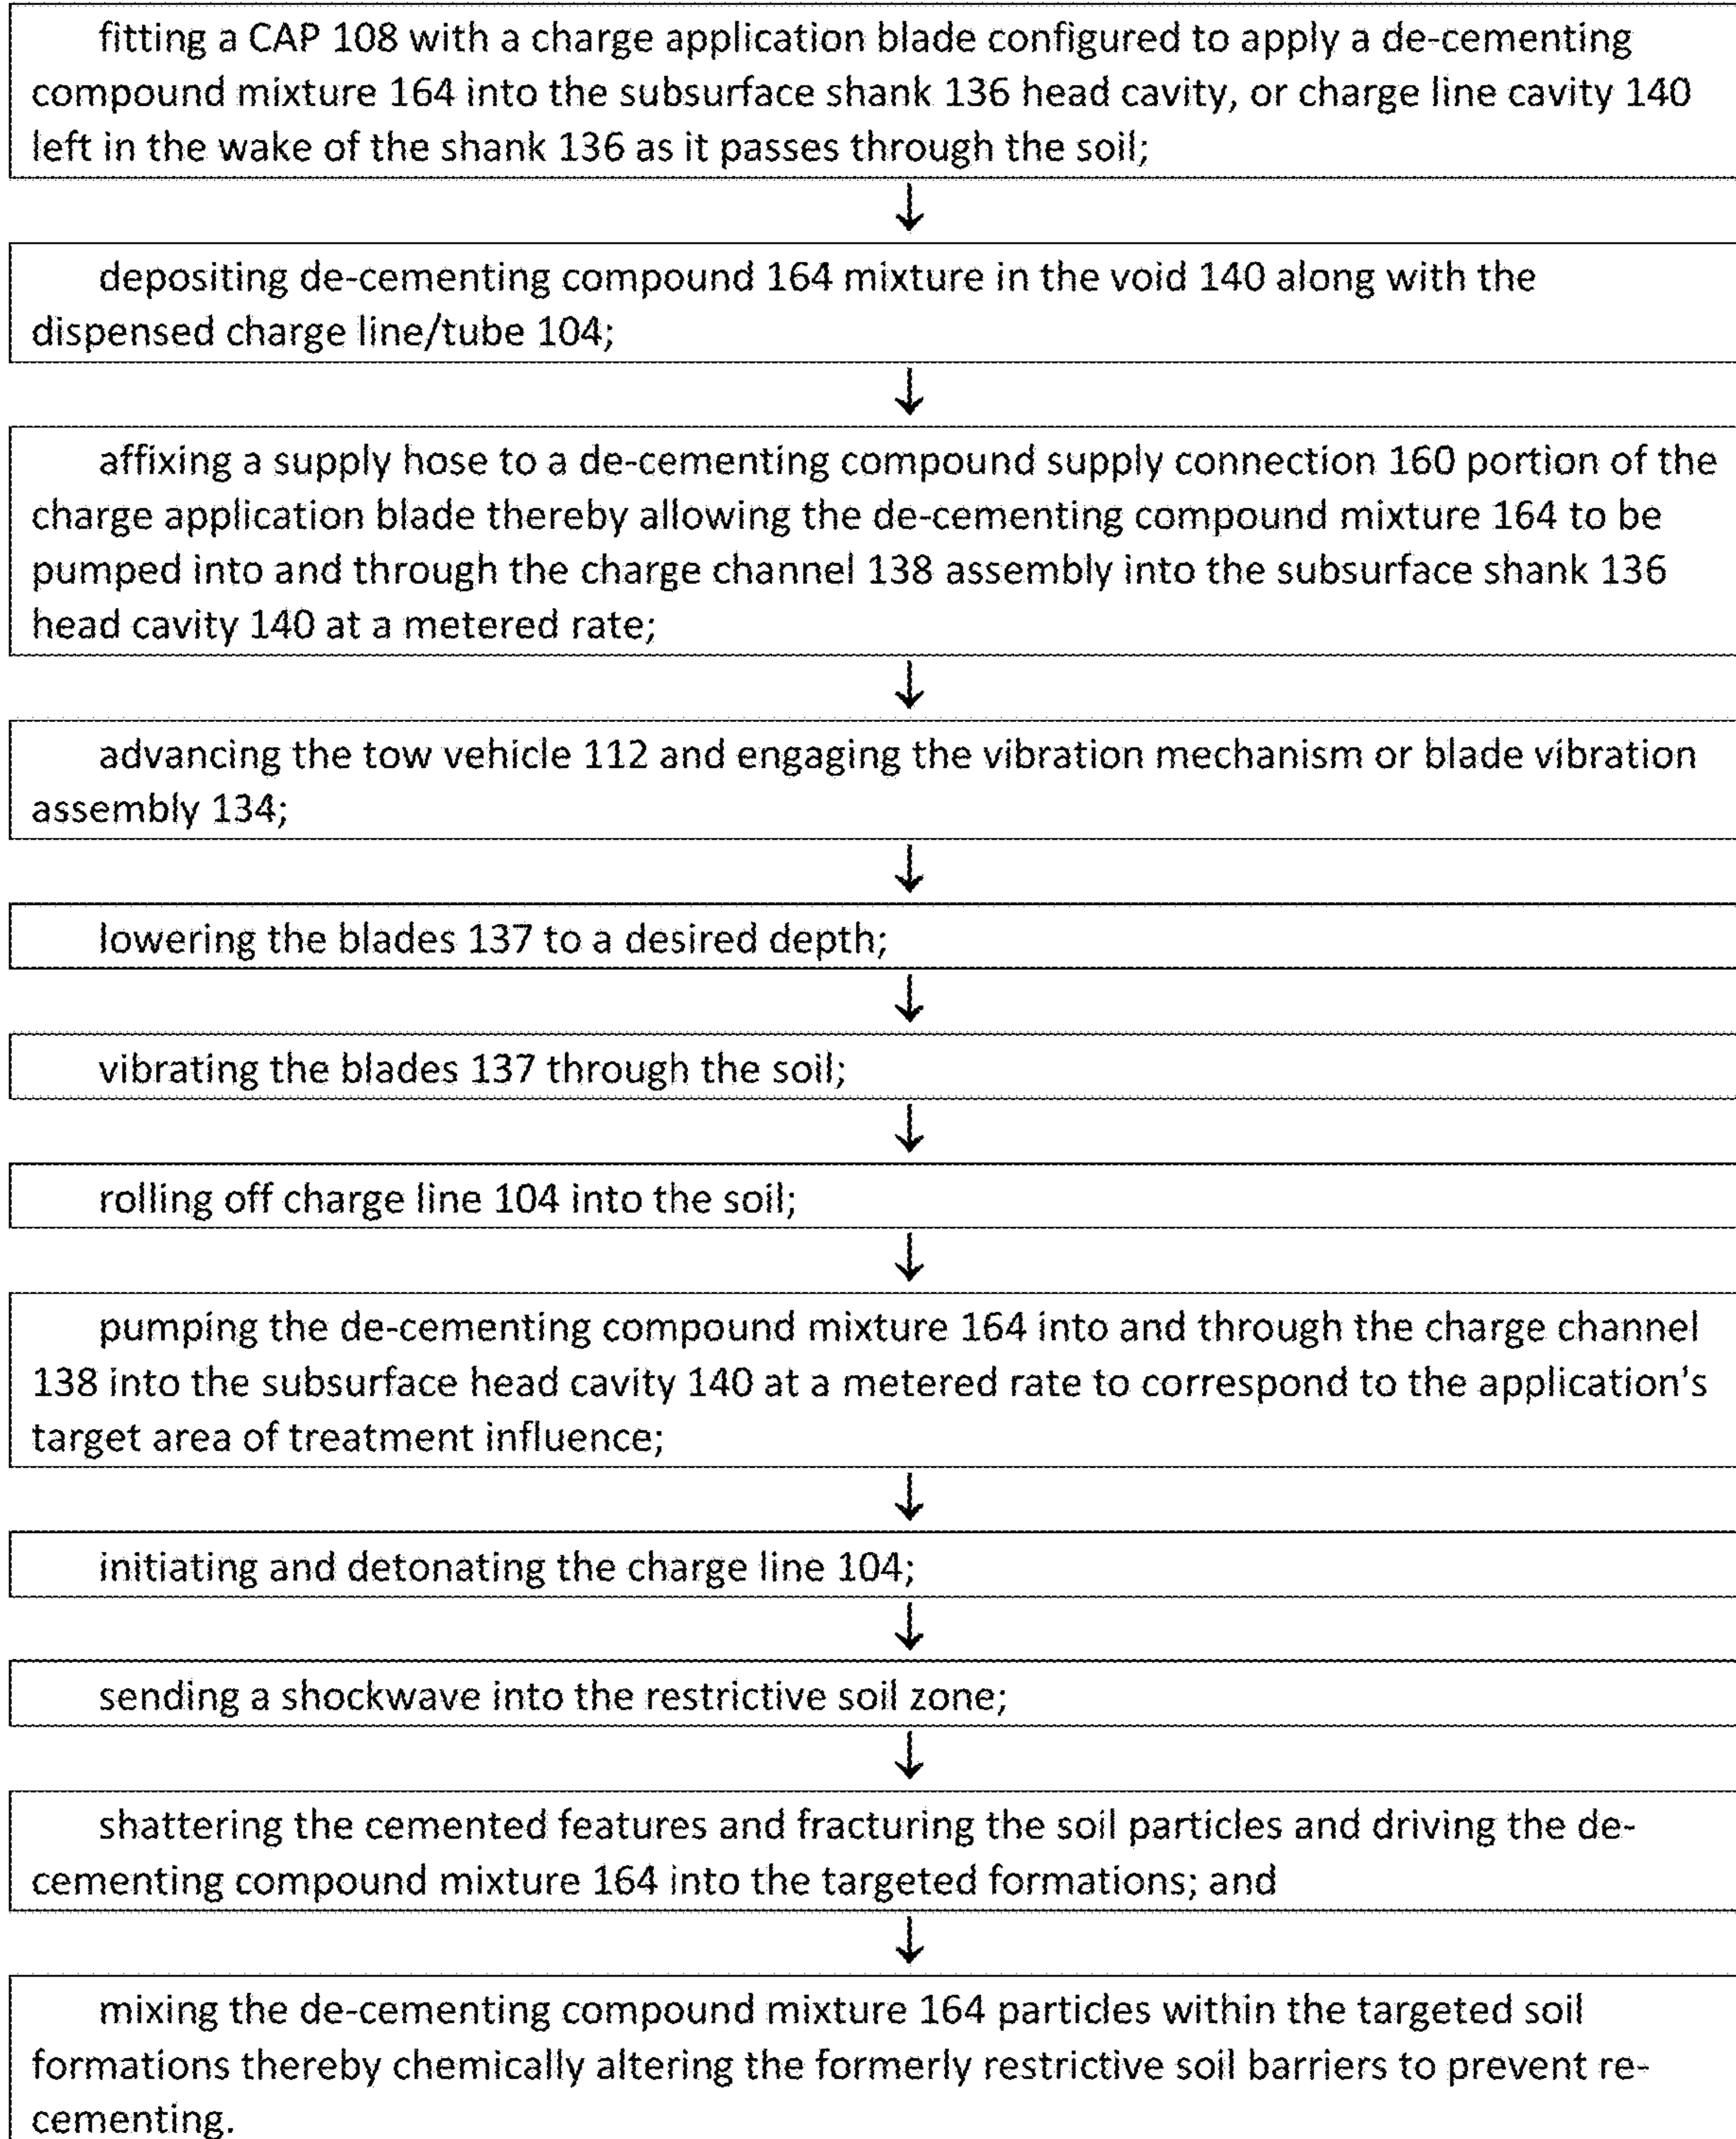 fitting a CAP 108 with a charge application blade configured to apply a de-cementing
compound mixture 164 into the subsurface shank 136 head cavity, or charge line cavity 140
left in the wake of the shank 136 as it passes through the soil;
depositing de-cementing compound 164 mixture in the void 140 along with the
dispensed charge line/tube 104;
affixing a supply hose to a de-cementing compound supply connection 160 portion of the
charge application blade thereby allowing the de-cementing compound mixture 164 to be
pumped into and through the charge channel 138 assembly into the subsurface shank 136
head cavity 140 at a metered rate;
advancing the tow vehicle 112 and engaging the vibration mechanism or blade vibration
assembly 134;
lowering the blades 137 to a desired depth;
vibrating the blades 137 through the soil;
rolling off charge line 104 into the soil;
pumping the de-cementing compound mixture 164 into and through the charge channel
138 into the subsurface head cavity 140 at a metered rate to correspond to the application's
target area of treatment influence;
initiating and detonating the charge line 104;
sending a shockwave into the restrictive soil zone;
shattering the cemented features and fracturing the soil particles and driving the de-
cementing compound mixture 164 into the targeted formations; and
mixing the de-cementing compound mixture 164 particles within the targeted soil
formations thereby chemically altering the formerly restrictive soil barriers to prevent re-
cementing.